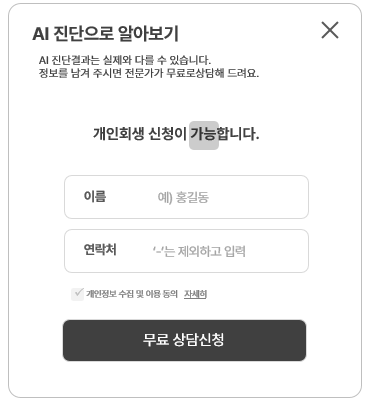 AI 진단으로 알아보기
AI 진단결과는 실제와 다를 수 있습니다.
정보를 남겨 주시면 전문가가 무료로상담해 드려요.
개인회생 신청이 가능합니다.
이름 예) 홍길동
연락처 '-'는 제외하고 입력
개인정보 수집 및 이용 동의 자세히
무료 상담신청